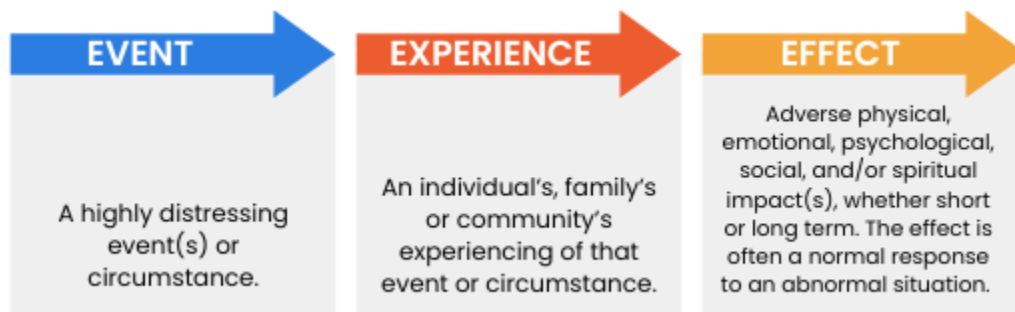 EVENT
A highly distressing
event(s) or
circumstance.
EXPERIENCE
An individual's, family's
or community's
experiencing of that
event or circumstance.
EFFECT
Adverse physical,
emotional, psychological,
social, and/or spiritual
impact(s), whether short
or long term. The effect is
often a normal response
to an abnormal situation.